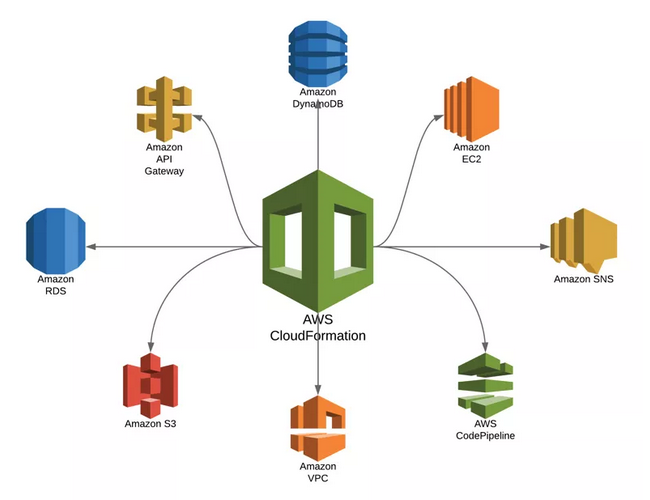 Amazon
DynamoDB
Amazon
API
Gateway
Amazon
EC2
Amazon
RDS
Amazon SNS
AWS
CloudFormation
Amazon S3
AWS
CodePipeline
Amazon
VPC